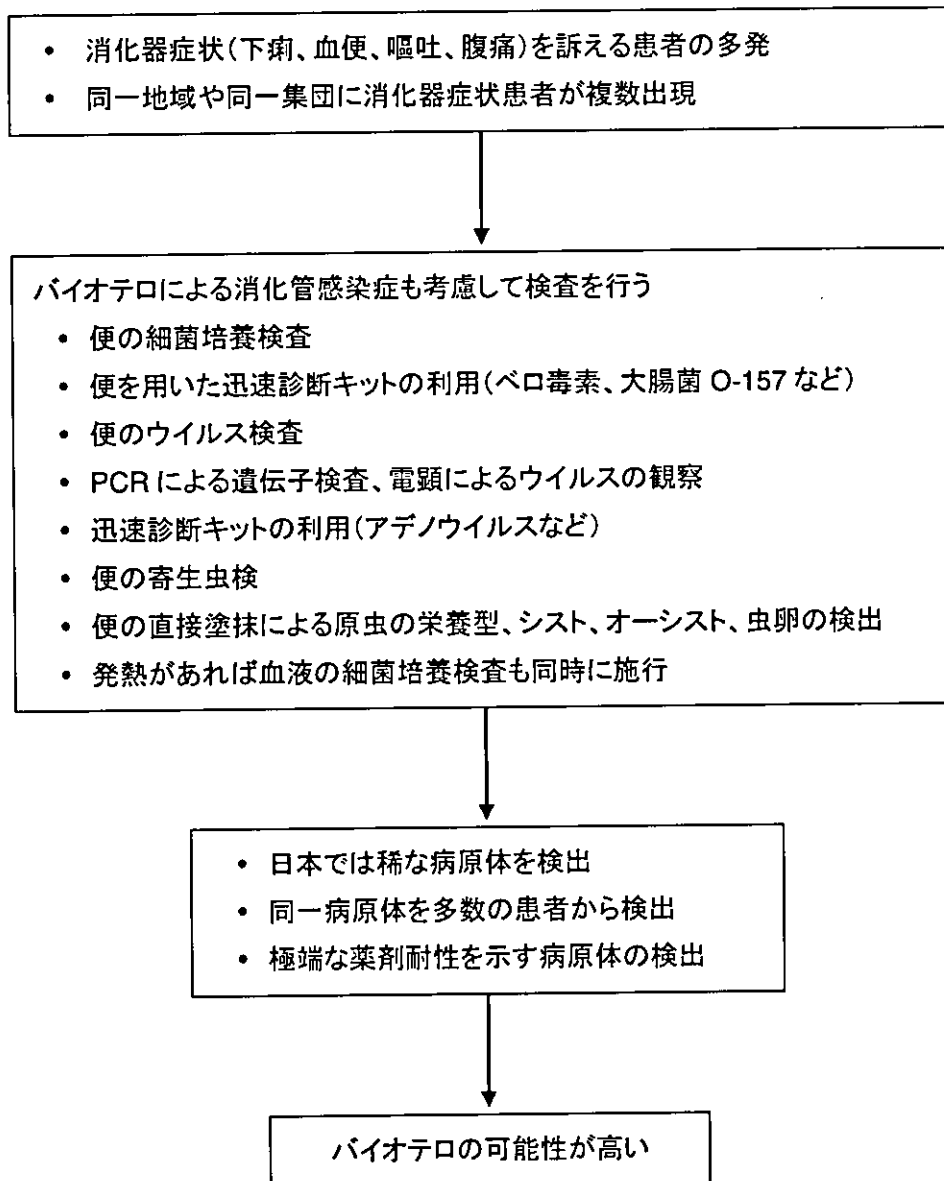 • 消化器症状(下痢、血便、嘔吐、腹痛)を訴える患者の多発
• 同一地域や同一集団に消化器症状患者が複数出現
バイオテロによる消化管感染症も考慮して検査を行う
• 便の細菌培養検査
• 便を用いた迅速診断キットの利用(ベロ毒素、大腸菌 O-157 など)
• 便のウイルス検査
• PCR による遺伝子検査、電顕によるウイルスの観察
• 迅速診断キットの利用(アデノウイルスなど)
• 便の寄生虫検
• 便の直接塗抹による原虫の栄養型、シスト、オーシスト、虫卵の検出
• 発熱があれば血液の細菌培養検査も同時に施行
• 日本では稀な病原体を検出
• 同一病原体を多数の患者から検出
• 極端な薬剤耐性を示す病原体の検出
バイオテロの可能性が高い